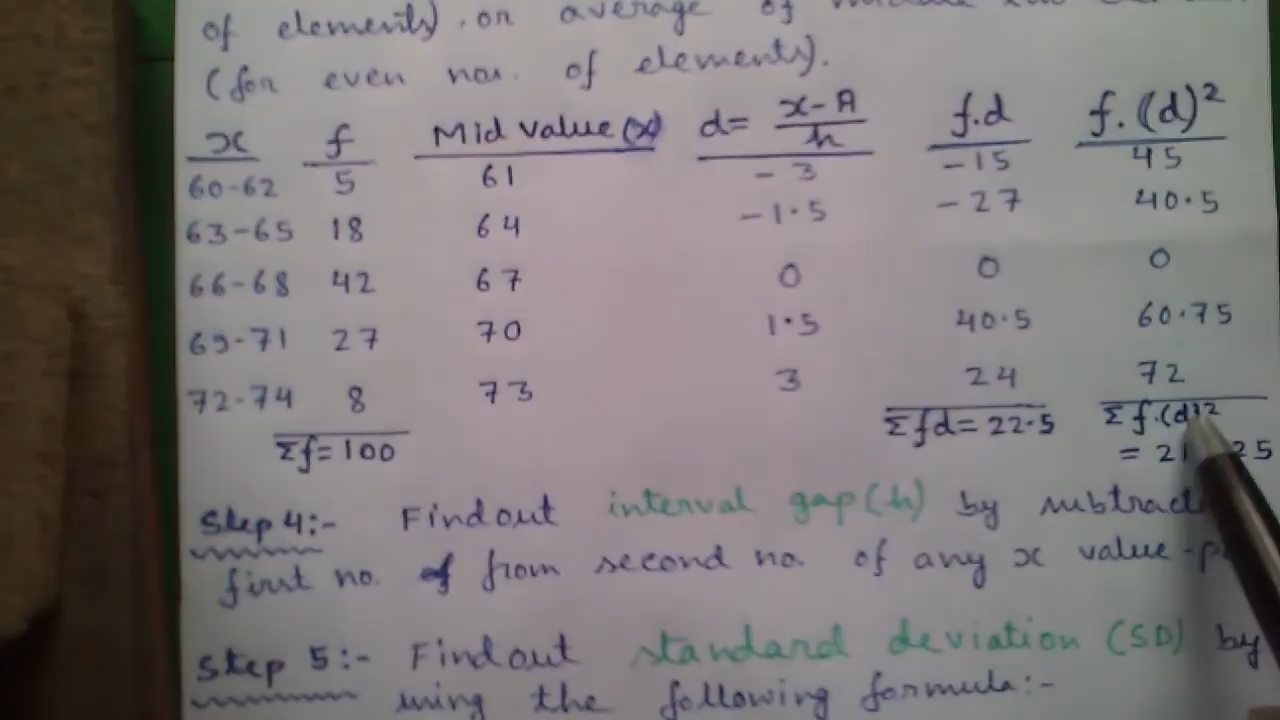 of elements), or average of
(for even nos. of elements).
x f Mid value (x) d= x-A/h f.d f.(d)²
60-62 5 61 -3 -15 45
63-65 18 64 -1.5 -27 40.5
66-68 42 67 0 0 0
69-71 27 70 1.5 40.5 60.75
72-74 8 73 3 24 72
Σf=100 Σfd=22.5 Σf.(d)²
= 21 25
Step 4:- Findout interval gap(h) by subtract
first no. of from second no. of any x value-p
Step 5:- Findout standard deviation (SD) by
using the following formula:-